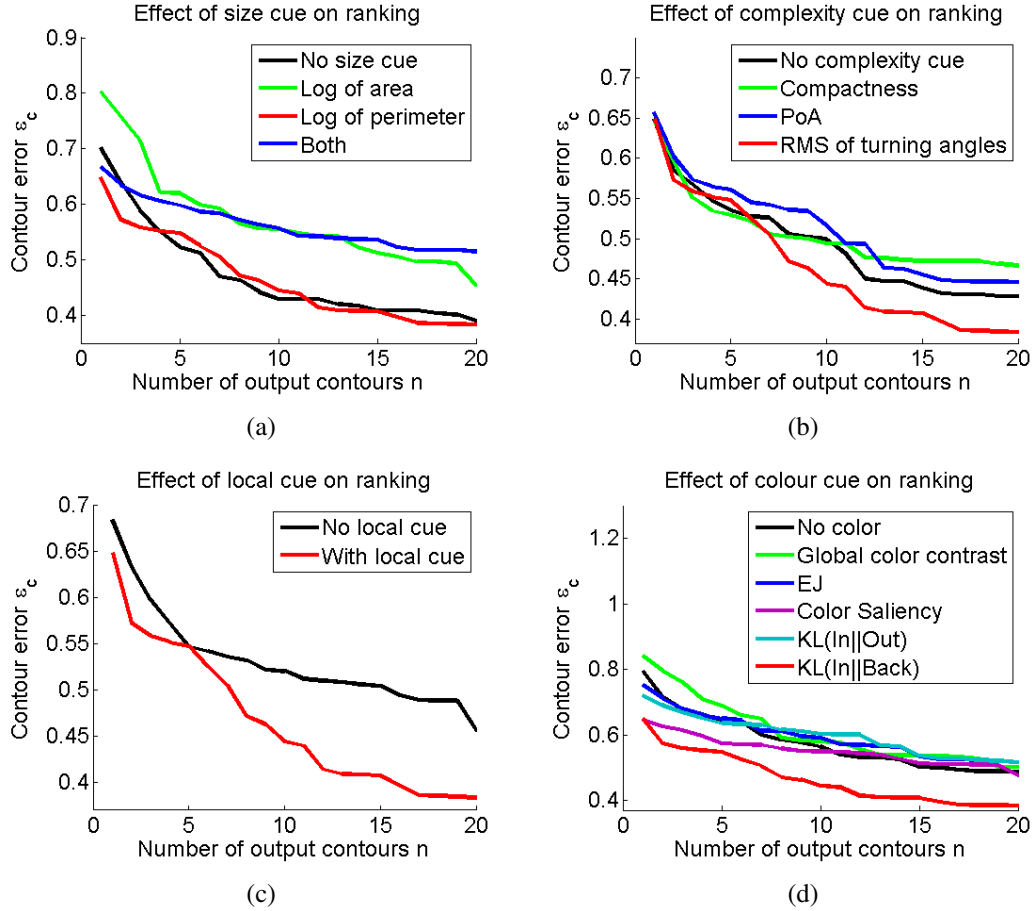 Effect of size cue on ranking
0.9
0.8
0.7
0.6
0.5
0.4
Contour error ε_c
No size cue
Log of area
Log of perimeter
Both
0 5 10 15 20
Number of output contours n
(a)
Effect of complexity cue on ranking
0.7
0.65
0.6
0.55
0.5
0.45
0.4
Contour error ε_c
No complexity cue
Compactness
PoA
RMS of turning angles
0 5 10 15 20
Number of output contours n
(b)
Effect of local cue on ranking
0.7
0.65
0.6
0.55
0.5
0.45
0.4
Contour error ε_c
No local cue
With local cue
0 5 10 15 20
Number of output contours n
(c)
Effect of colour cue on ranking
1.2
1
0.8
0.6
0.4
Contour error ε_c
No color
Global color contrast
EJ
Color Saliency
KL(In||Out)
KL(In||Back)
0 5 10 15 20
Number of output contours n
(d)